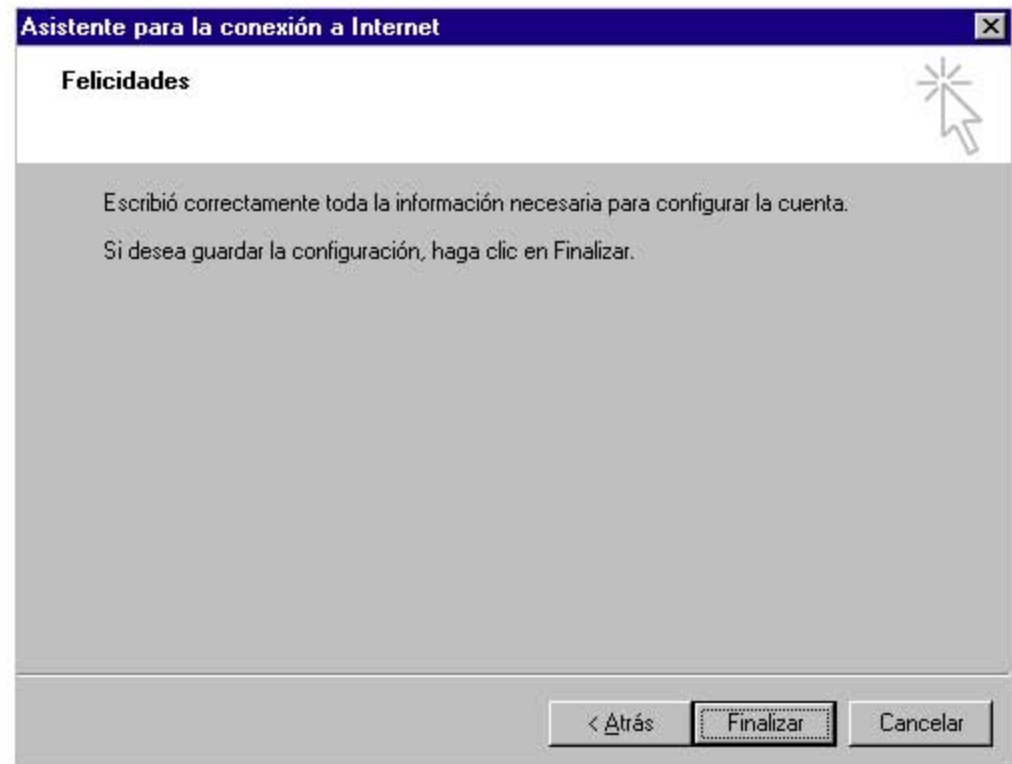 Asistente para la conexión a Internet
Felicidades
Escribió correctamente toda la información necesaria para configurar la cuenta.
Si desea guardar la configuración, haga clic en Finalizar.
< Atrás Finalizar Cancelar